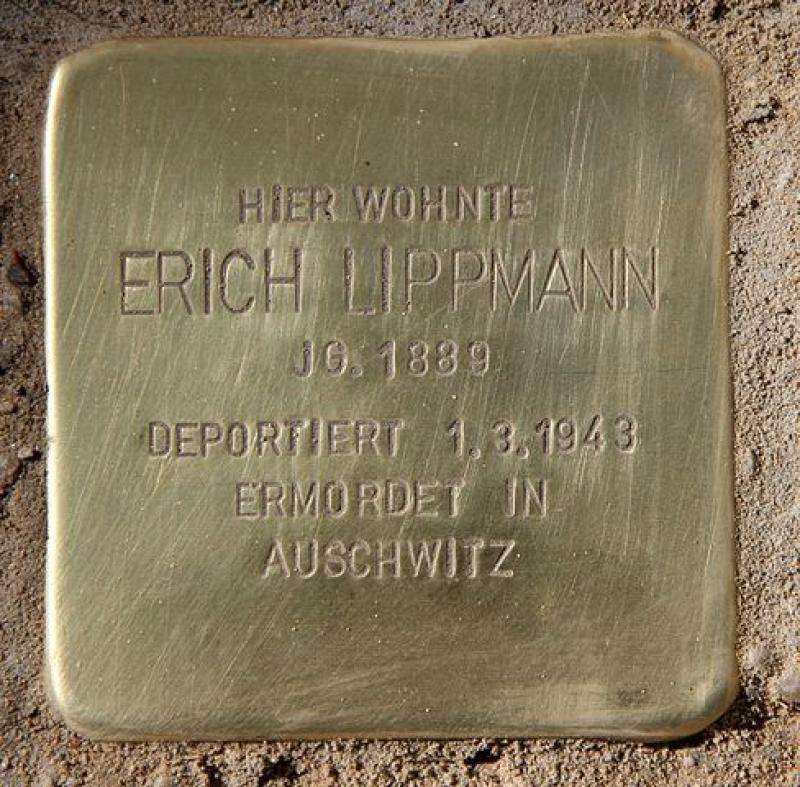 HIER WOHNTE
ERICH LIPPMANN
JG. 1889
DEPORTIERT 1.3.1943
ERMORDET IN
AUSCHWITZ